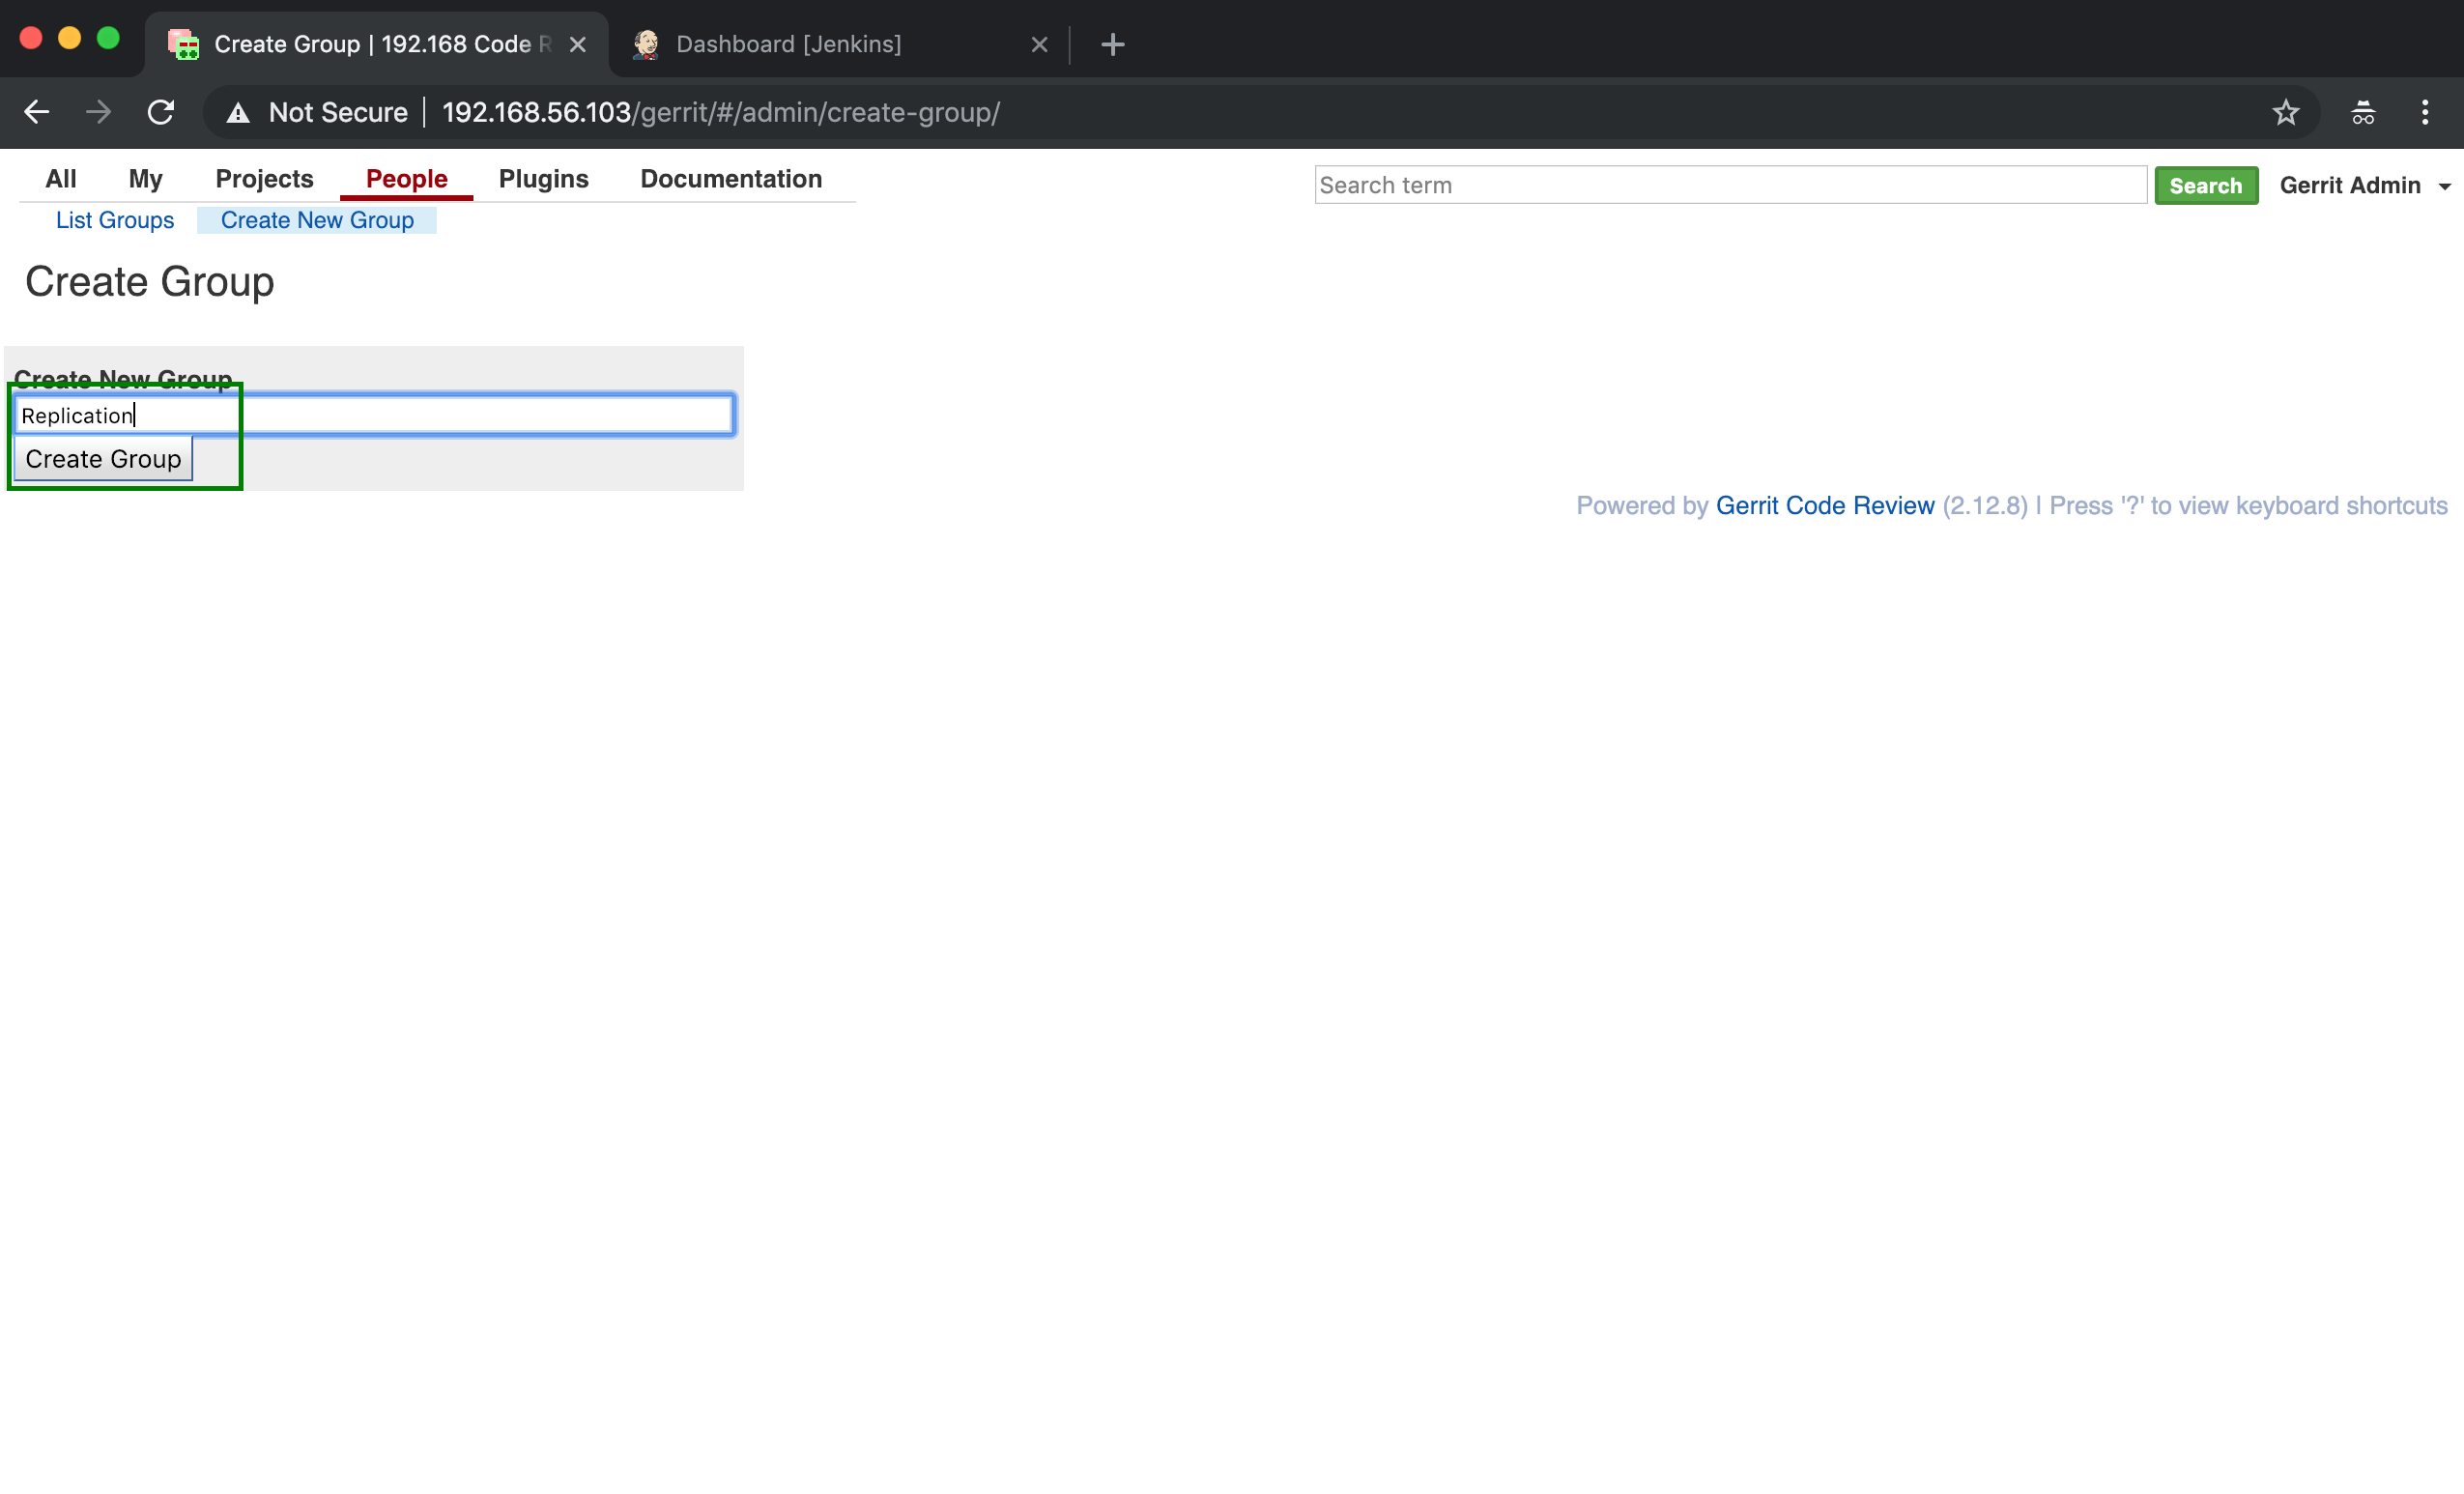 Create Group | 192.168 Code R
Dashboard [Jenkins]
Not Secure
192.168.56.103/gerrit/#/admin/create-group/
All My Projects People Plugins Documentation
Search term
Search
Gerrit Admin
List Groups Create New Group
Create Group
Create New Group
Replication
Create Group
Powered by Gerrit Code Review (2.12.8) | Press '?' to view keyboard shortcuts